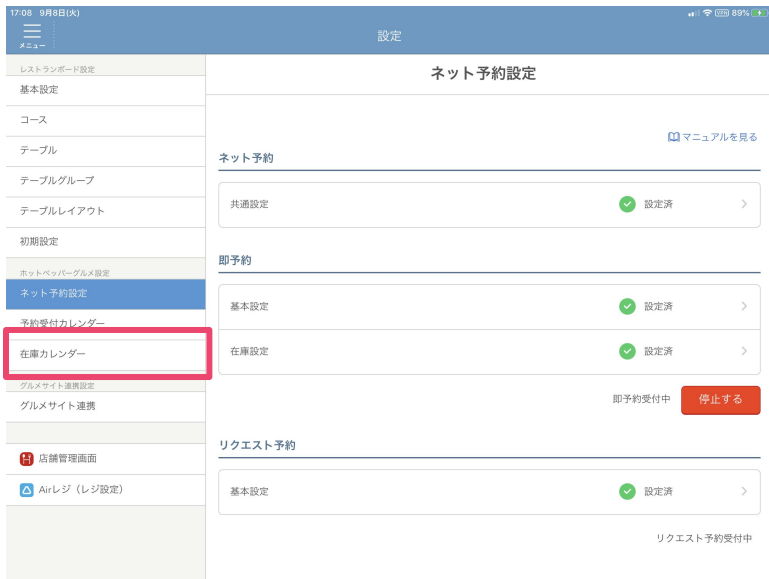 17:08 9月8日(火)
VPN 89%
メニュー
設定
レストランボード設定
基本設定
コース
テーブル
テーブルグループ
テーブルレイアウト
初期設定
ホットペッパーグルメ設定
ネット予約設定
予約受付カレンダー
在庫カレンダー
グルメサイト連携設定
グルメサイト連携
店舗管理画面
Airレジ（レジ設定）
ネット予約設定
マニュアルを見る
ネット予約
共通設定 設定済
即予約
基本設定 設定済
在庫設定 設定済
即予約受付中 停止する
リクエスト予約
基本設定 設定済
リクエスト予約受付中